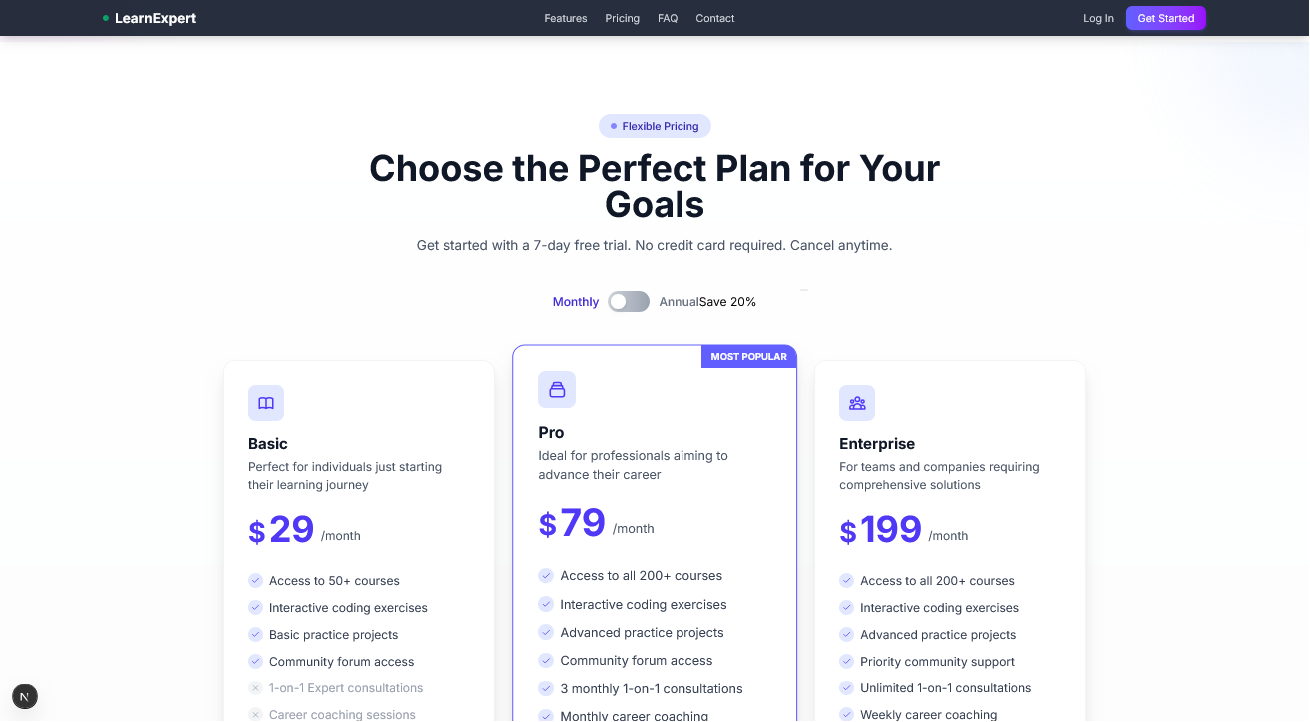 LearnExpert
Features Pricing FAQ Contact
Log In Get Started
Flexible Pricing
Choose the Perfect Plan for Your
Goals
Get started with a 7-day free trial. No credit card required. Cancel anytime.
Monthly AnnualSave 20%
Basic
Perfect for individuals just starting
their learning journey
$29 /month
Access to 50+ courses
Interactive coding exercises
Basic practice projects
Community forum access
1-on-1 Expert consultations
Career coaching sessions
MOST POPULAR
Pro
Ideal for professionals aiming to
advance their career
$79 /month
Access to all 200+ courses
Interactive coding exercises
Advanced practice projects
Community forum access
3 monthly 1-on-1 consultations
Monthly career coaching
Enterprise
For teams and companies requiring
comprehensive solutions
$199 /month
Access to all 200+ courses
Interactive coding exercises
Advanced practice projects
Priority community support
Unlimited 1-on-1 consultations
Weekly career coaching
N